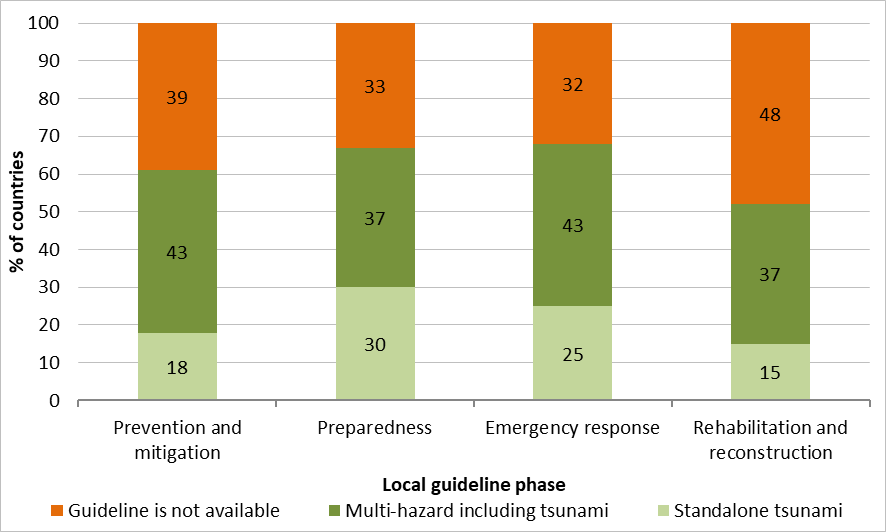 100
90
80
70
60
50
40
30
20
10
0
% of countries
39
33
32
48
43
37
43
37
18
30
25
15
Prevention and
mitigation
Preparedness
Emergency response
Rehabilitation and
reconstruction
Local guideline phase
Guideline is not available
Multi-hazard including tsunami
Standalone tsunami